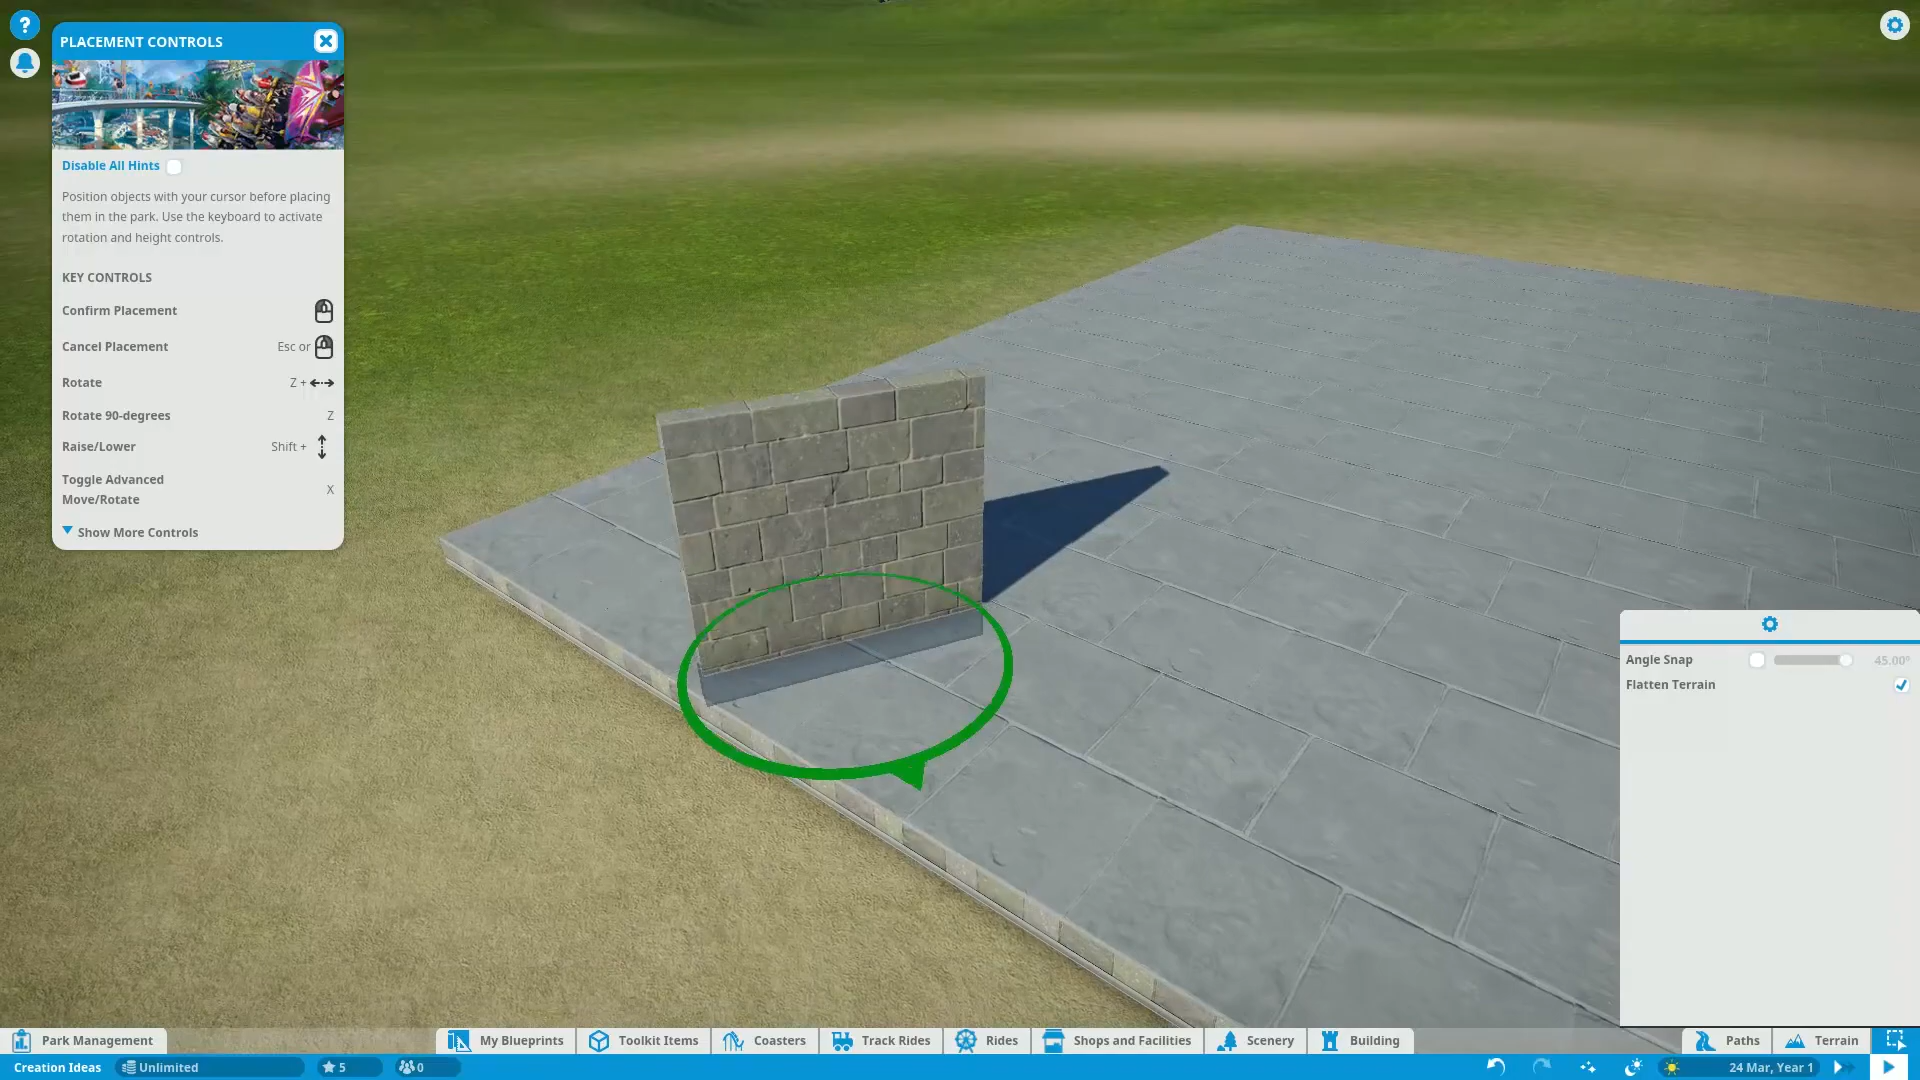 ?
PLACEMENT CONTROLS
Disable All Hints
Position objects with your cursor before placing
them in the park. Use the keyboard to activate
rotation and height controls.
KEY CONTROLS
Confirm Placement
Cancel Placement Esc or
Rotate Z +
Rotate 90-degrees Z
Raise/Lower Shift +
Toggle Advanced
Move/Rotate X
Show More Controls
Angle Snap 45.00°
Flatten Terrain
Park Management My Blueprints Toolkit Items Coasters Track Rides Rides Shops and Facilities Scenery Building Paths Terrain
Creation Ideas Unlimited 5 0 24 Mar, Year 1